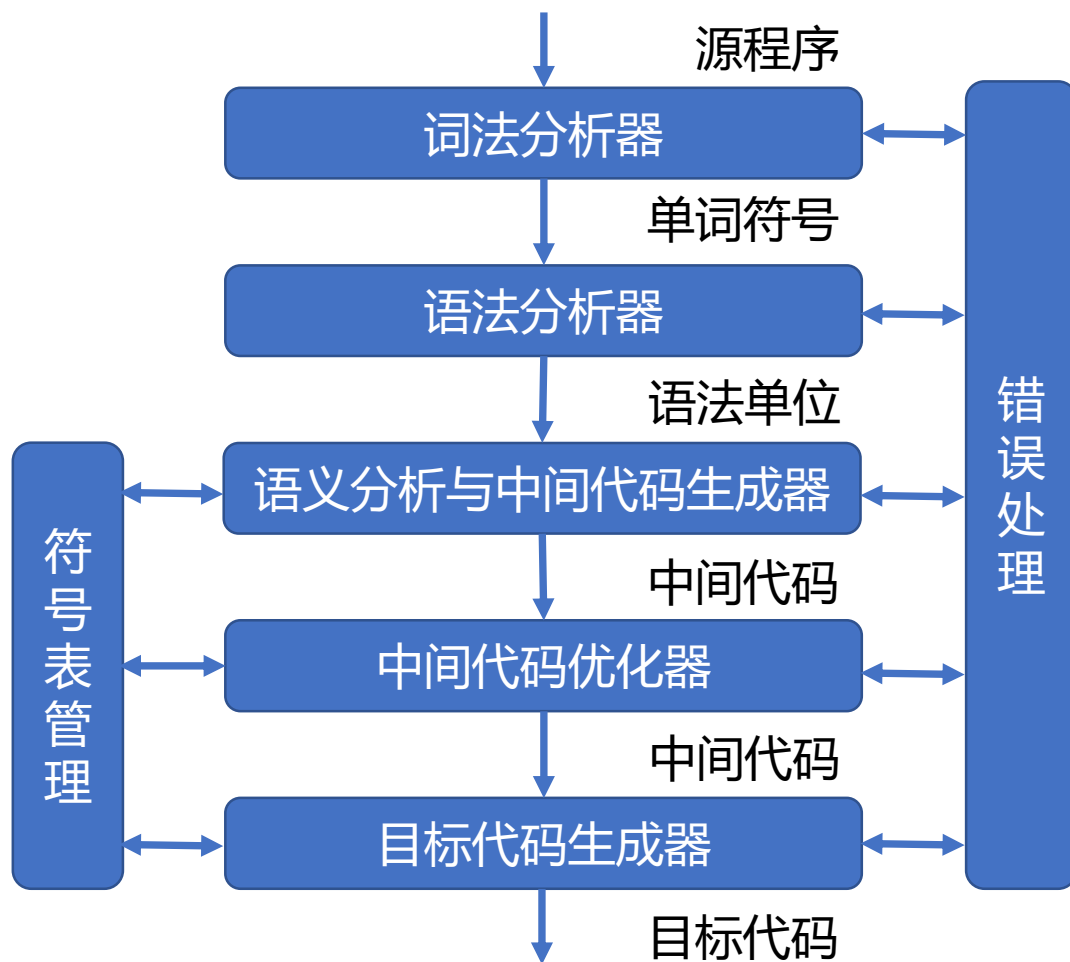 源程序
词法分析器
单词符号
语法分析器
语法单位
语义分析与中间代码生成器
中间代码
中间代码优化器
中间代码
目标代码生成器
目标代码
符号表管理
错误处理